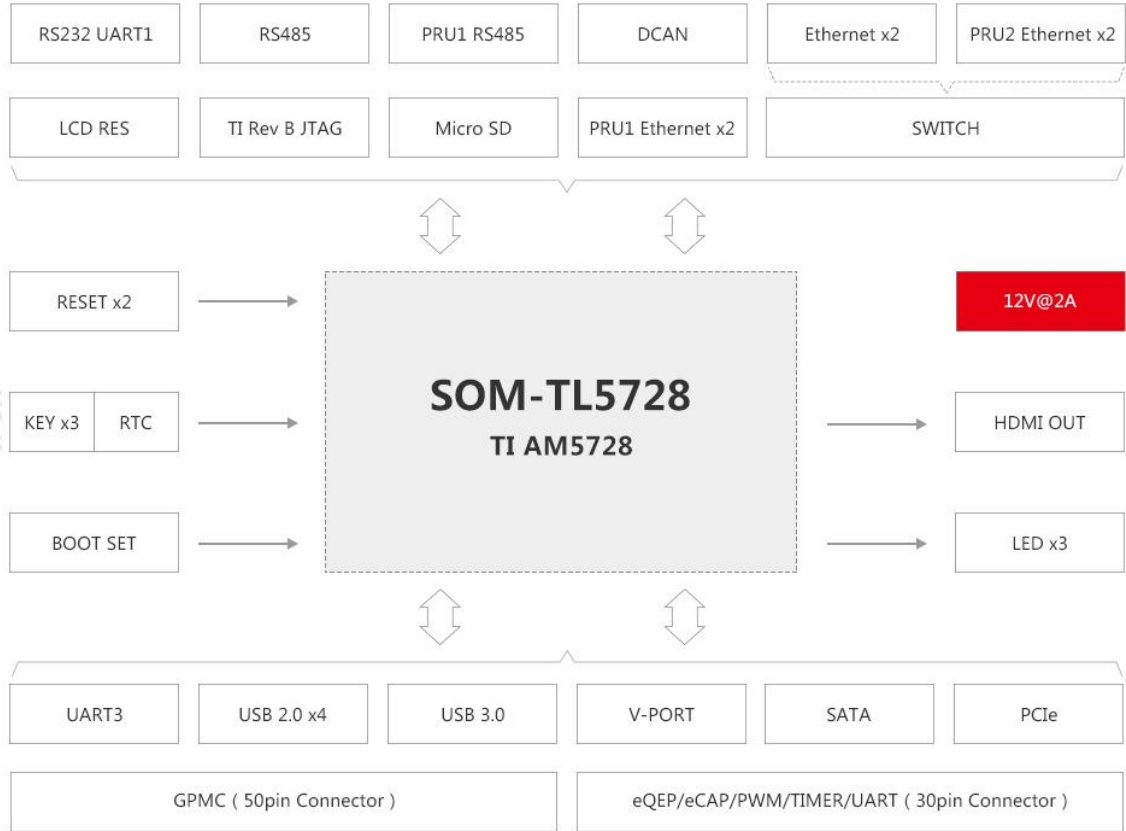 RS232 UART1
RS485
PRU1 RS485
DCAN
Ethernet x2
PRU2 Ethernet x2
LCD RES
TI Rev B JTAG
Micro SD
PRU1 Ethernet x2
SWITCH
RESET x2
12V@2A
SOM-TL5728
TI AM5728
KEY x3
RTC
HDMI OUT
BOOT SET
LED x3
UART3
USB 2.0 x4
USB 3.0
V-PORT
SATA
PCIe
GPMC ( 50pin Connector )
eQEP/eCAP/PWM/TIMER/UART ( 30pin Connector )